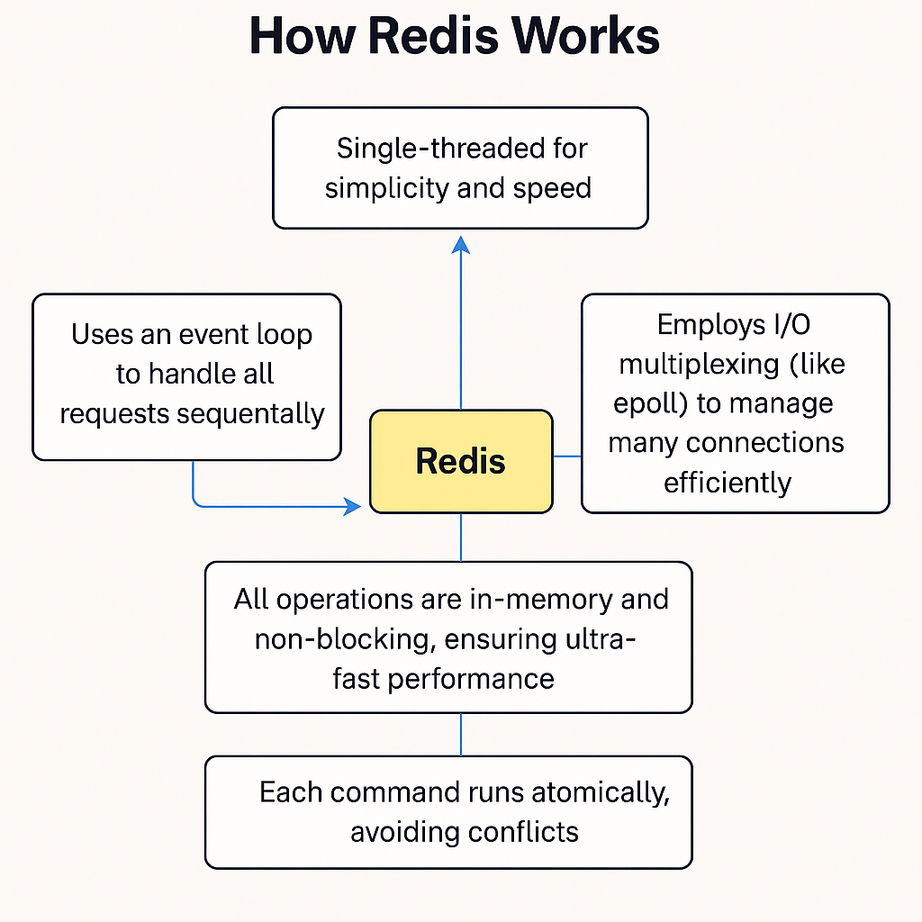 How Redis Works
Single-threaded for
simplicity and speed
Uses an event loop
to handle all
requests sequentally
Employs I/O
multiplexing (like
epoll) to manage
many connections
efficiently
Redis
All operations are in-memory and
non-blocking, ensuring ultra-
fast performance
Each command runs atomically,
avoiding conflicts